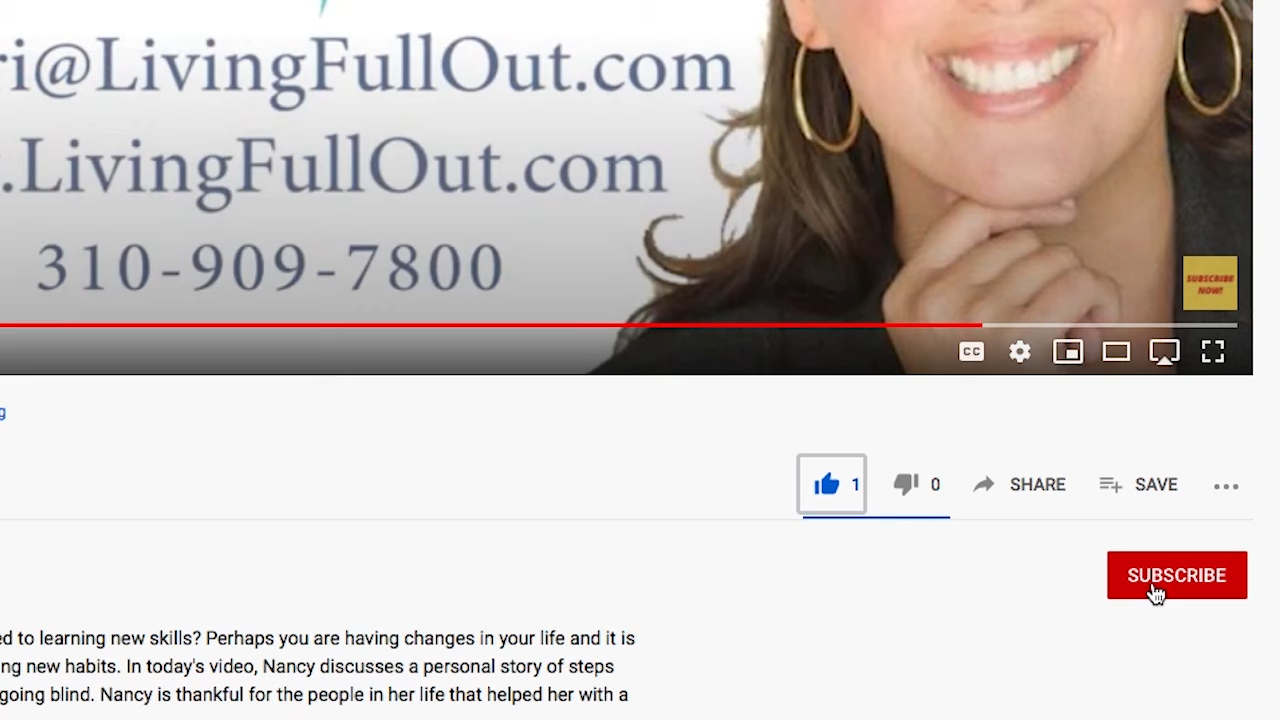 ri@LivingFullOut.com
.LivingFullOut.com
310-909-7800
SUBSCRIBE
NOW!
CC
g
1 0 SHARE SAVE
SUBSCRIBE
ed to learning new skills? Perhaps you are having changes in your life and it is
ng new habits. In today's video, Nancy discusses a personal story of steps
going blind. Nancy is thankful for the people in her life that helped her with a